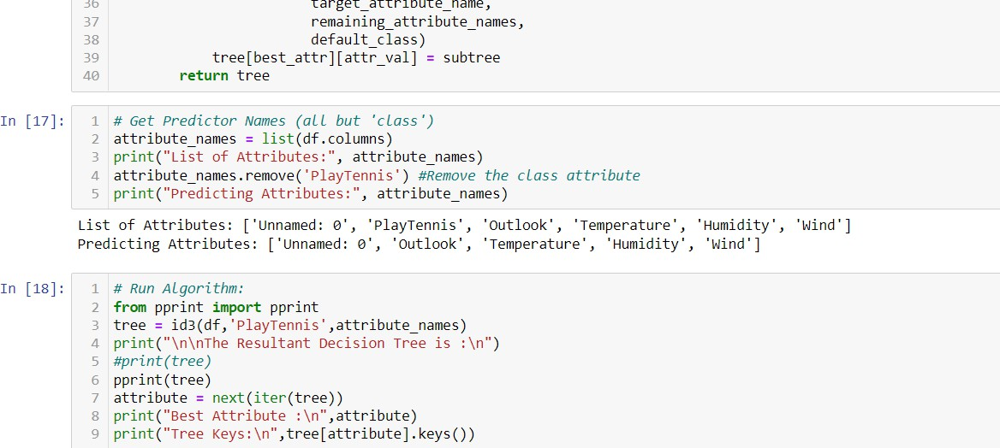 36 target_attribute_name,
37 remaining_attribute_names,
38 default_class)
39 tree[best_attr][attr_val] = subtree
40 return tree
In [17]: 1 # Get Predictor Names (all but 'class')
2 attribute_names = list(df.columns)
3 print("List of Attributes:", attribute_names)
4 attribute_names.remove('PlayTennis') #Remove the class attribute
5 print("Predicting Attributes:", attribute_names)
List of Attributes: ['Unnamed: 0', 'PlayTennis', 'Outlook', 'Temperature', 'Humidity', 'Wind']
Predicting Attributes: ['Unnamed: 0', 'Outlook', 'Temperature', 'Humidity', 'Wind']
In [18]: 1 # Run Algorithm:
2 from pprint import pprint
3 tree = id3(df,'PlayTennis',attribute_names)
4 print("\n\nThe Resultant Decision Tree is :\n")
5 #print(tree)
6 pprint(tree)
7 attribute = next(iter(tree))
8 print("Best Attribute :\n",attribute)
9 print("Tree Keys:\n",tree[attribute].keys())